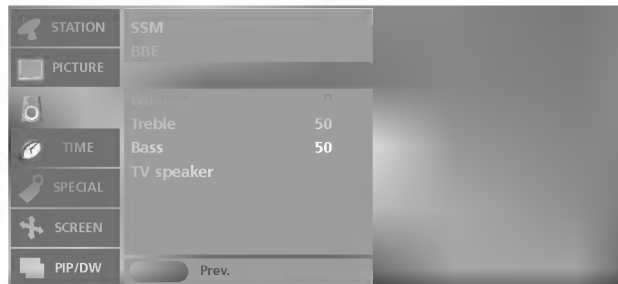 STATION
PICTURE
TIME
SPECIAL
SCREEN
PIP/DW
SSM
BBE
Treble 50
Bass 50
TV speaker
Prev.